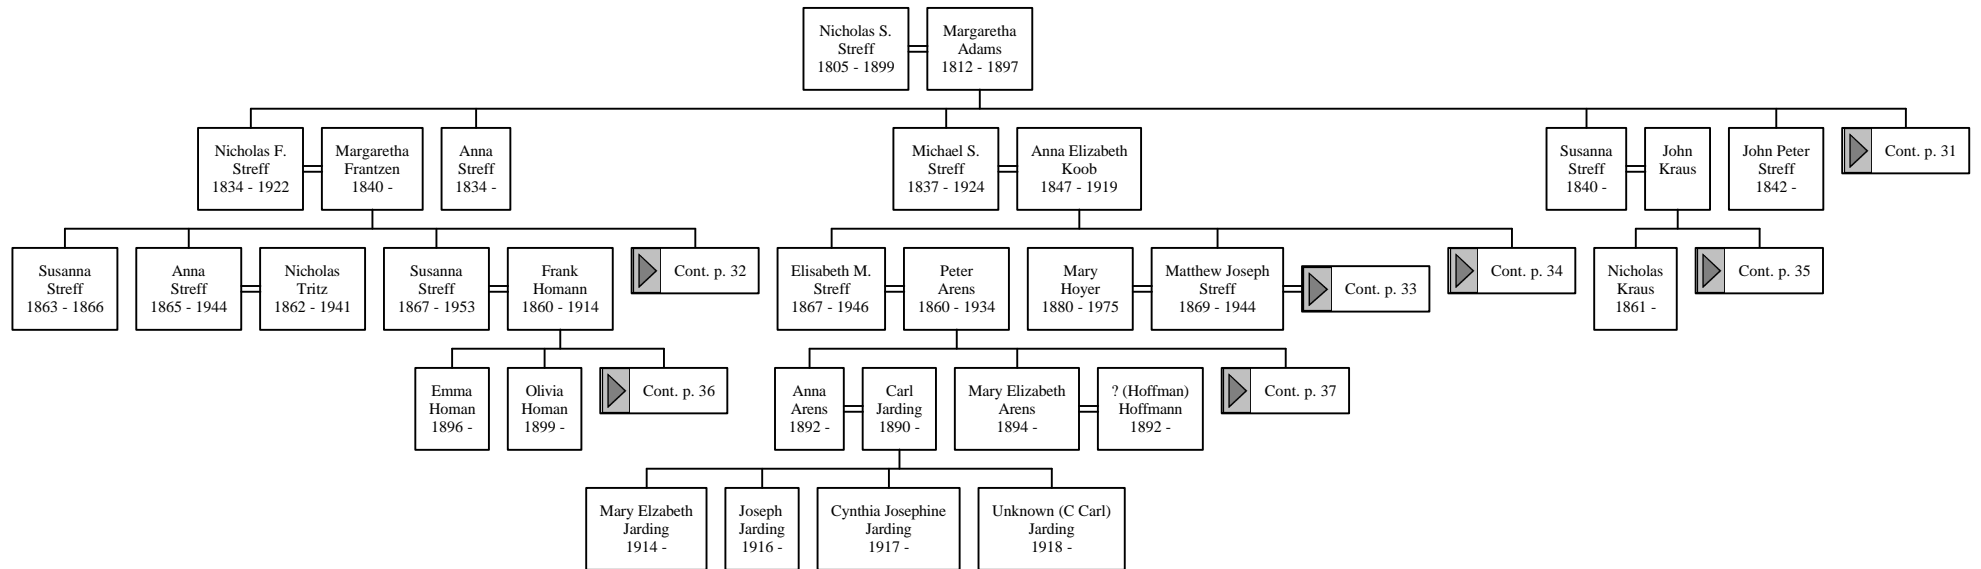 Nicholas S.
Streff
1805 - 1899
Margaretha
Adams
1812 - 1897
Nicholas F.
Streff
1834 - 1922
Margaretha
Frantzen
1840 -
Anna
Streff
1834 -
Michael S.
Streff
1837 - 1924
Anna Elizabeth
Koob
1847 - 1919
Susanna
Streff
1840 -
John
Kraus
John Peter
Streff
1842 -
Cont. p. 31
Susanna
Streff
1863 - 1866
Anna
Streff
1865 - 1944
Nicholas
Tritz
1862 - 1941
Susanna
Streff
1867 - 1953
Frank
Homann
1860 - 1914
Cont. p. 32
Elisabeth M.
Streff
1867 - 1946
Peter
Arens
1860 - 1934
Mary
Hoyer
1880 - 1975
Matthew Joseph
Streff
1869 - 1944
Cont. p. 33
Cont. p. 34
Nicholas
Kraus
1861 -
Cont. p. 35
Emma
Homan
1896 -
Olivia
Homan
1899 -
Cont. p. 36
Anna
Arens
1892 -
Carl
Jarding
1890 -
Mary Elizabeth
Arens
1894 -
? (Hoffman)
Hoffmann
1892 -
Cont. p. 37
Mary Elzabeth
Jarding
1914 -
Joseph
Jarding
1916 -
Cynthia Josephine
Jarding
1917 -
Unknown (C Carl)
Jarding
1918 -